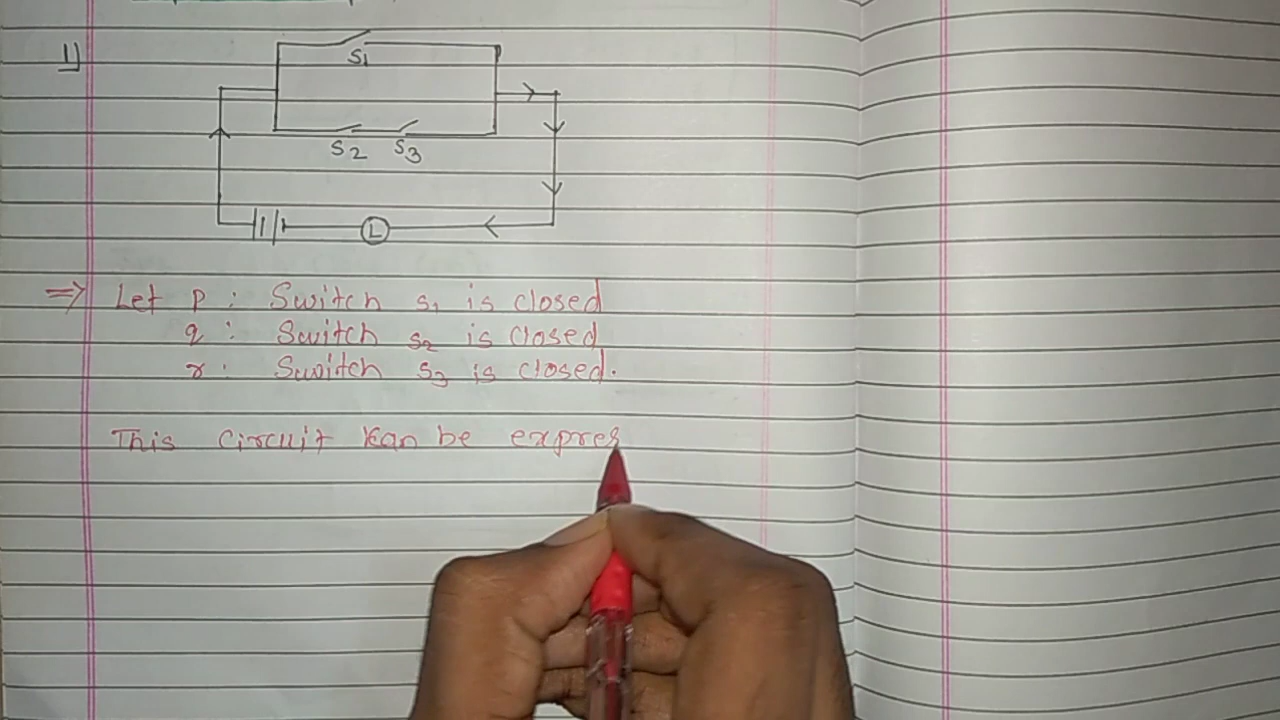 1)
S1
S2 S3
L
=> Let p : Switch s1 is closed
q : Switch s2 is closed
r : Switch s3 is closed.
This circuit kan be expres